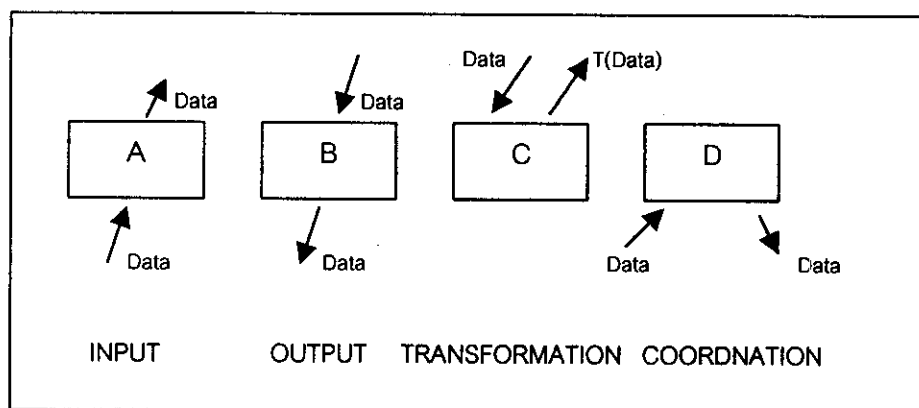 Data T(Data)
Data Data
A B C D
Data Data Data Data
INPUT OUTPUT TRANSFORMATION COORDNATION